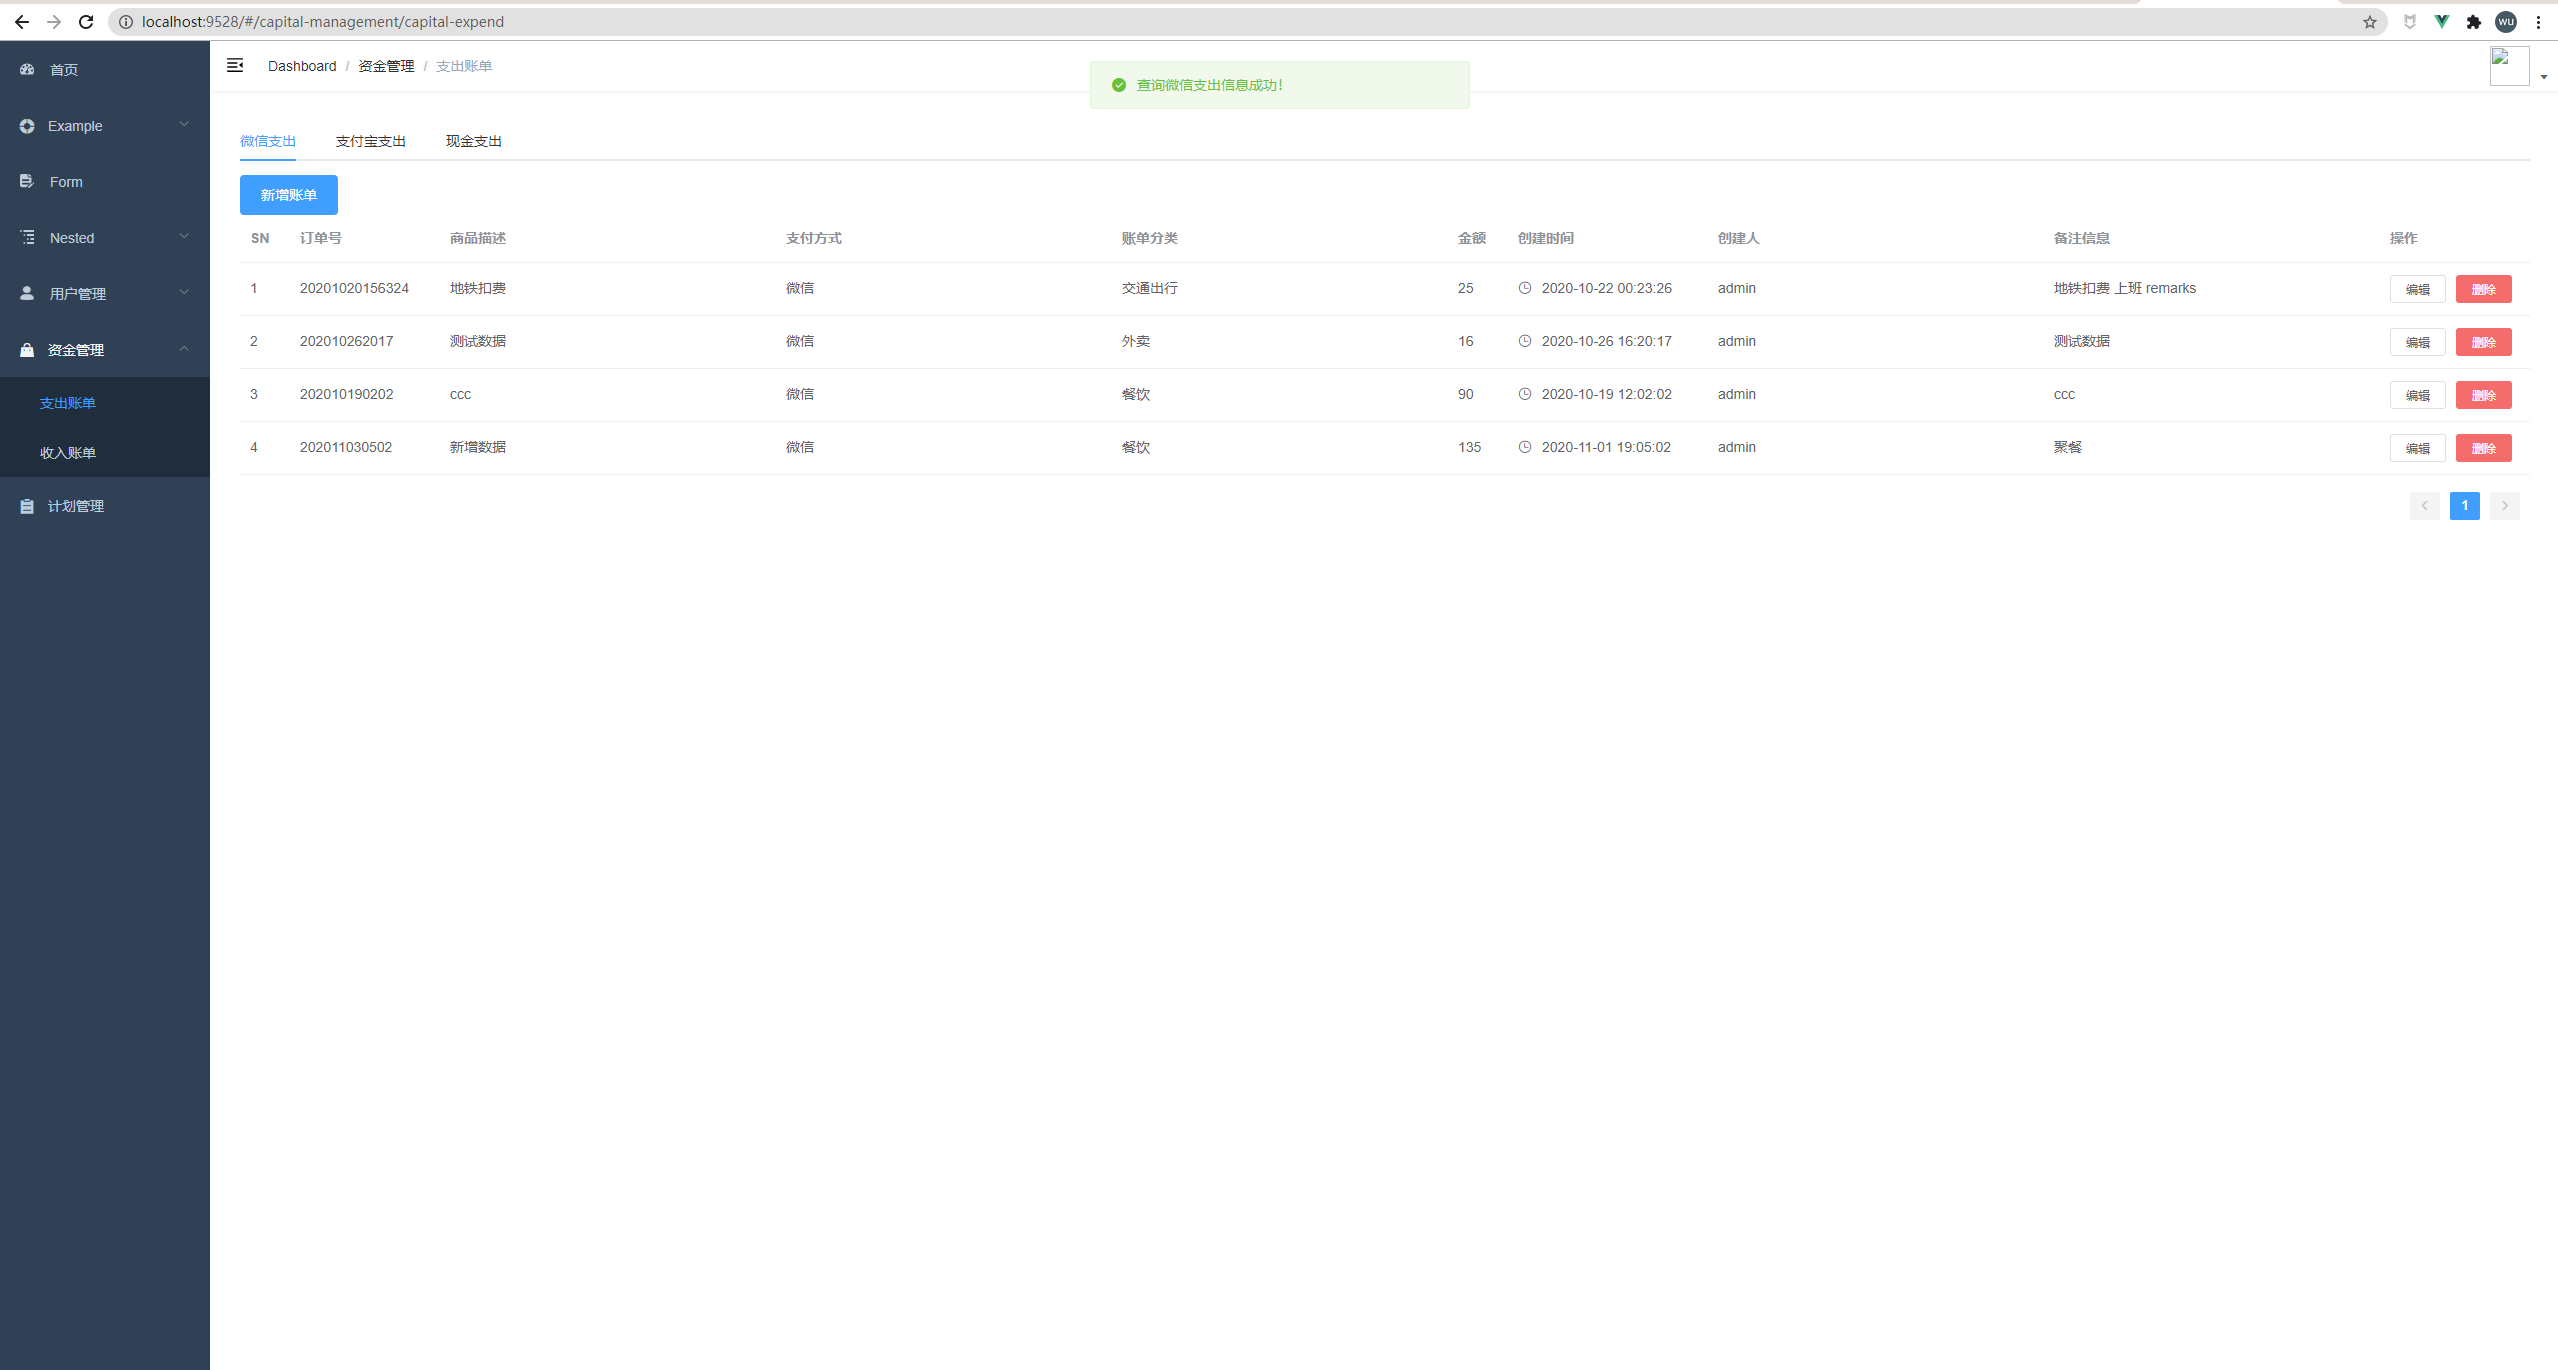 localhost:9528/#/capital-management/capital-expend
wu
首页
Example
Form
Nested
用户管理
资金管理
支出账单
收入账单
计划管理
Dashboard / 资金管理 / 支出账单
查询微信支出信息成功!
微信支出 支付宝支出 现金支出
新增账单
SN 订单号 商品描述 支付方式 账单分类 金额 创建时间 创建人 备注信息 操作
1 20201020156324 地铁扣费 微信 交通出行 25 2020-10-22 00:23:26 admin 地铁扣费 上班 remarks 编辑 删除
2 202010262017 测试数据 微信 外卖 16 2020-10-26 16:20:17 admin 测试数据 编辑 删除
3 202010190202 ccc 微信 餐饮 90 2020-10-19 12:02:02 admin ccc 编辑 删除
4 202011030502 新增数据 微信 餐饮 135 2020-11-01 19:05:02 admin 聚餐 编辑 删除
1